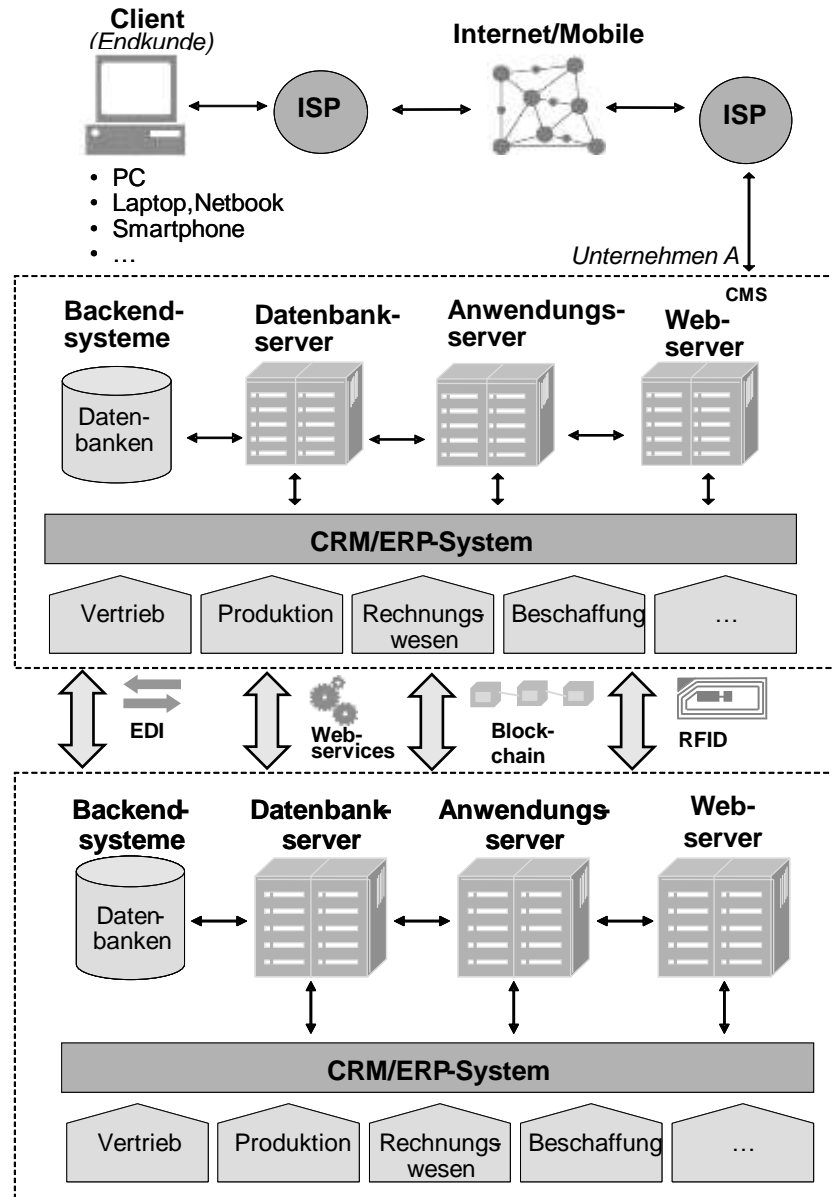 Client
(Endkunde)
Internet/Mobile
ISP
ISP
• PC
• Laptop,Netbook
• Smartphone
• …
Unternehmen A
CMS
Backend-
systeme
Datenbank-
server
Anwendungs-
server
Web-
server
Daten-
banken
CRM/ERP-System
Vertrieb
Produktion
Rechnungs-
wesen
Beschaffung
…
EDI
Web-
services
Block-
chain
RFID
Backend-
systeme
Datenbank-
server
Anwendungs-
server
Web-
server
Daten-
banken
CRM/ERP-System
Vertrieb
Produktion
Rechnungs-
wesen
Beschaffung
…